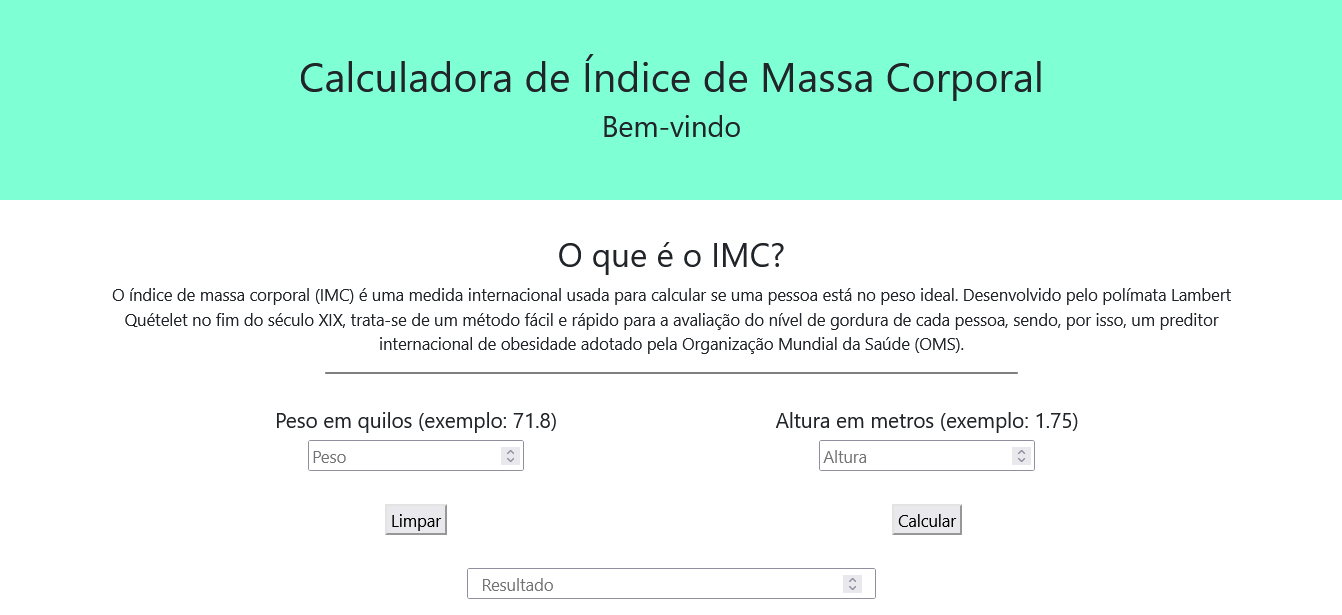 Calculadora de Índice de Massa Corporal
Bem-vindo
O que é o IMC?
O índice de massa corporal (IMC) é uma medida internacional usada para calcular se uma pessoa está no peso ideal. Desenvolvido pelo polímata Lambert
Quételet no fim do século XIX, trata-se de um método fácil e rápido para a avaliação do nível de gordura de cada pessoa, sendo, por isso, um preditor
internacional de obesidade adotado pela Organização Mundial da Saúde (OMS).
Peso em quilos (exemplo: 71.8)
Altura em metros (exemplo: 1.75)
Peso
Altura
Limpar
Calcular
Resultado